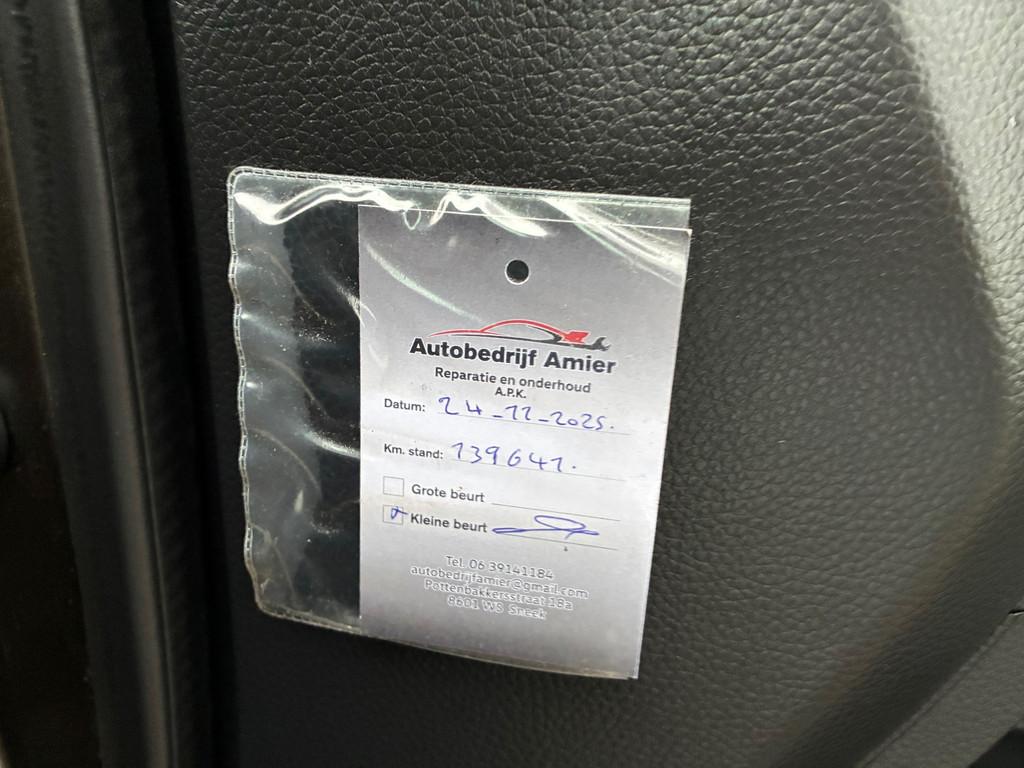 Autobedrijf Amier
Reparatie en onderhoud
A.P.K.
Datum: 24-11-2025.
Km. stand: 139641.
Grote beurt
Kleine beurt
Tel. 06 39141184
autobedrijfamier@gmail.com
Pottenbakkersstraat 18a
8601 WS Sneek